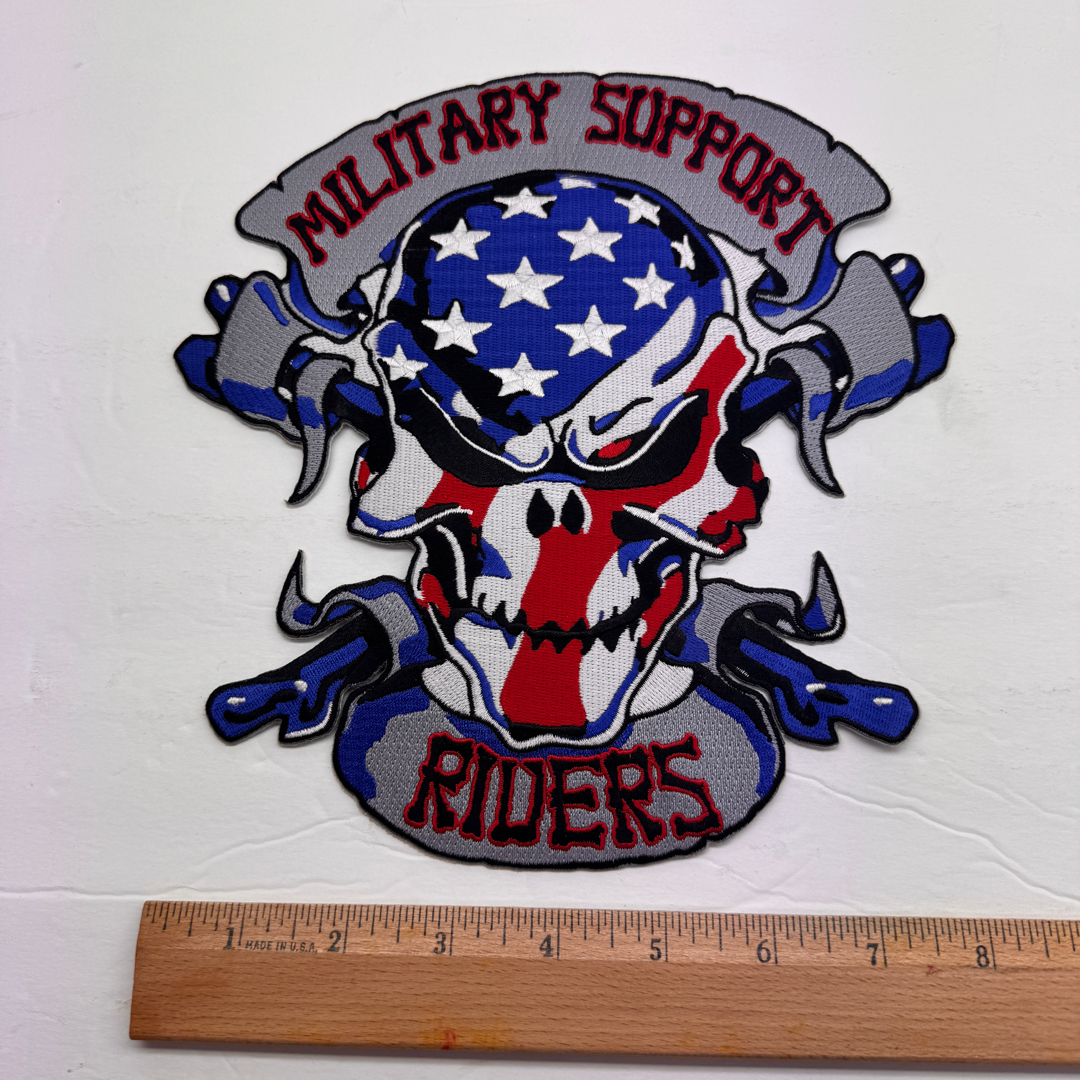 MILITARY SUPPORT
RIDERS
1 MADE IN U.S.A. 2 3 4 5 6 7 8